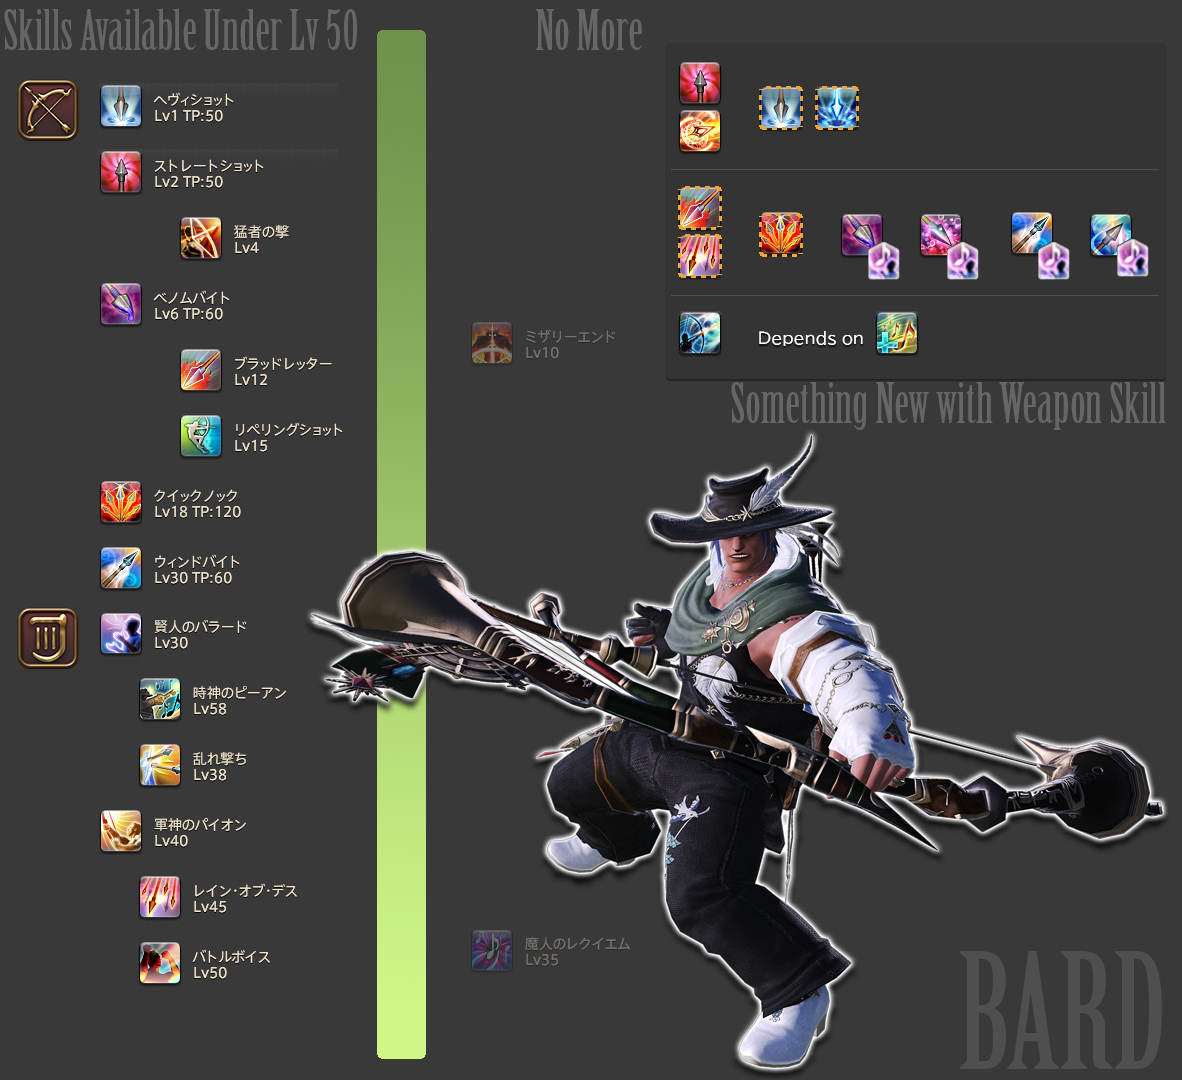 Skills Available Under Lv 50
No More
ヘヴィショット
Lv1 TP:50
ストレートショット
Lv2 TP:50
猛者の撃
Lv4
ベノムバイト
Lv6 TP:60
ブラッドレッター
Lv12
リペリングショット
Lv15
クイックノック
Lv18 TP:120
ウィンドバイト
Lv30 TP:60
賢人のバラード
Lv30
時神のピーアン
Lv58
乱れ撃ち
Lv38
軍神のパイオン
Lv40
レイン・オブ・デス
Lv45
バトルボイス
Lv50
ミザリーエンド
Lv10
魔人のレクイエム
Lv35
Depends on
Something New with Weapon Skill
BARD